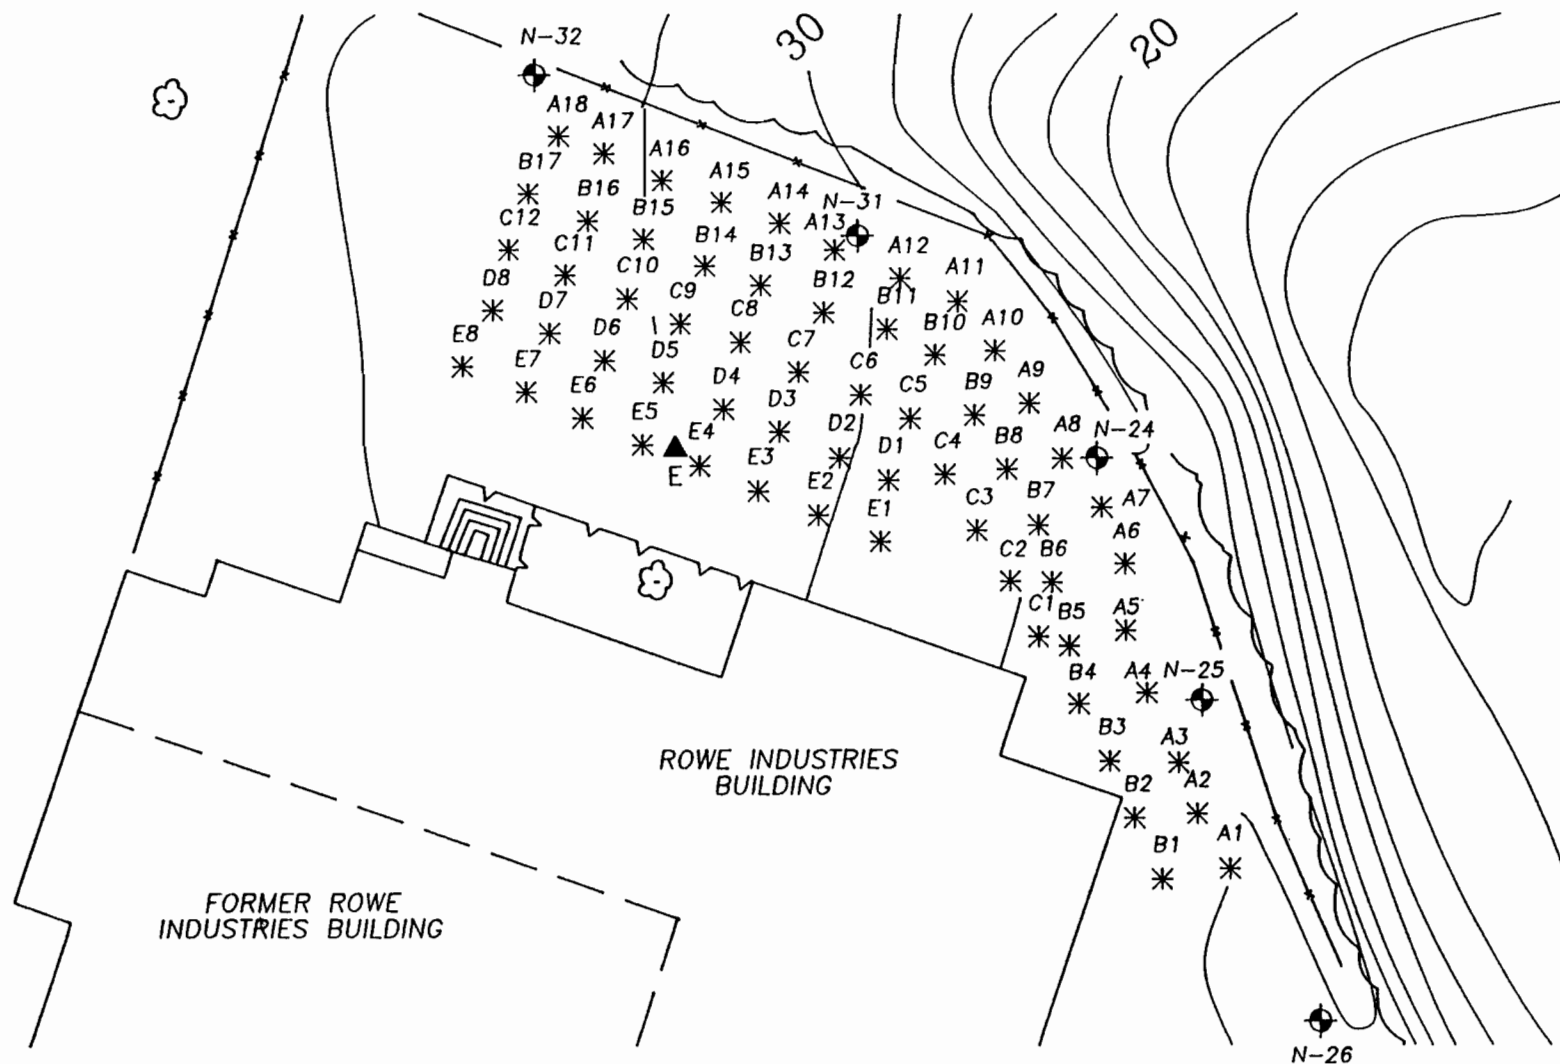 N-32
30
20
A18
A17
A16
A15
A14
N-31
A13
A12
A11
A10
A9
A8
N-24
A7
A6
A5
A4
N-25
A3
A2
A1
B17
B16
B15
B14
B13
B12
B11
B10
B9
B8
B7
B6
B5
B4
B3
B2
B1
C12
C11
C10
C9
C8
C7
C6
C5
C4
C3
C2
C1
D8
D7
D6
D5
D4
D3
D2
D1
E8
E7
E6
E5
E4
E
E3
E2
E1
ROWE INDUSTRIES
BUILDING
FORMER ROWE
INDUSTRIES BUILDING
N-26